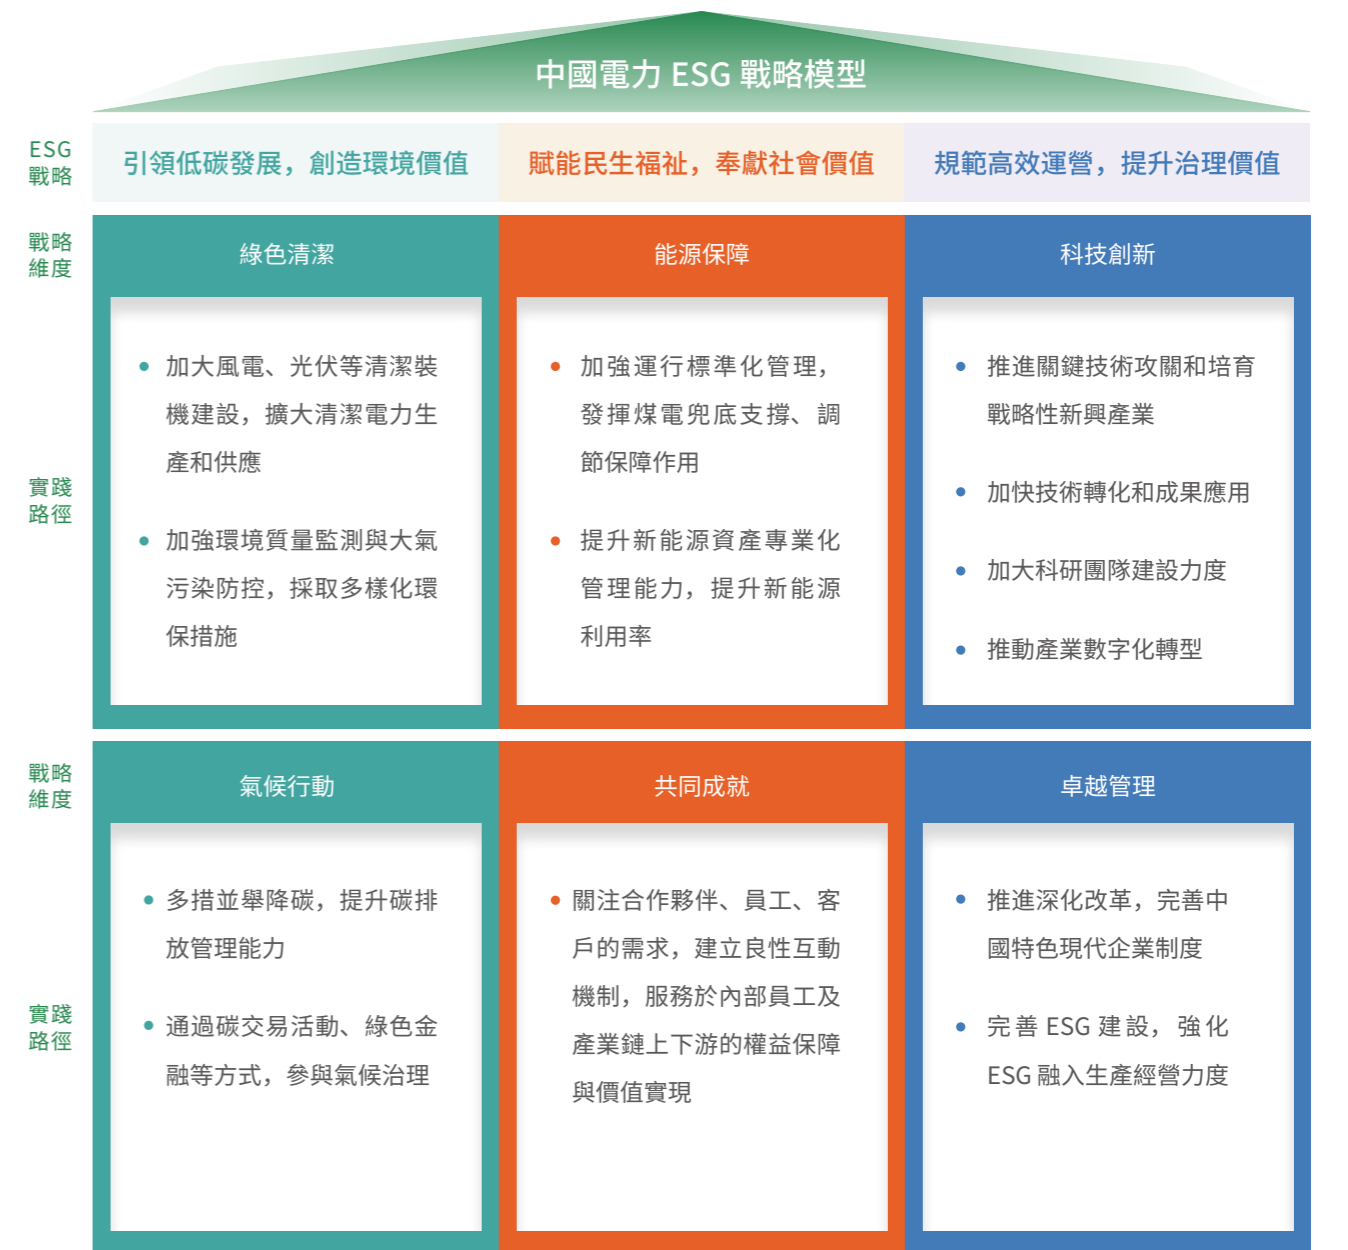 中國電力 ESG 戰略模型
ESG
戰略
引領低碳發展，創造環境價值
賦能民生福祉，奉獻社會價值
規範高效運營，提升治理價值
戰略
維度
綠色清潔
能源保障
科技創新
實踐
路徑
• 加大風電、光伏等清潔裝
機建設，擴大清潔電力生
產和供應
• 加強環境質量監測與大氣
污染防控，採取多樣化環
保措施
• 加強運行標準化管理，
發揮煤電兜底支撐、調
節保障作用
• 提升新能源資產專業化
管理能力，提升新能源
利用率
• 推進關鍵技術攻關和培育
戰略性新興產業
• 加快技術轉化和成果應用
• 加大科研團隊建設力度
• 推動產業數字化轉型
戰略
維度
氣候行動
共同成就
卓越管理
實踐
路徑
• 多措並舉降碳，提升碳排
放管理能力
• 通過碳交易活動、綠色金
融等方式，參與氣候治理
• 關注合作夥伴、員工、客
戶的需求，建立良性互動
機制，服務於內部員工及
產業鏈上下游的權益保障
與價值實現
• 推進深化改革，完善中
國特色現代企業制度
• 完善 ESG 建設，強化
ESG 融入生產經營力度